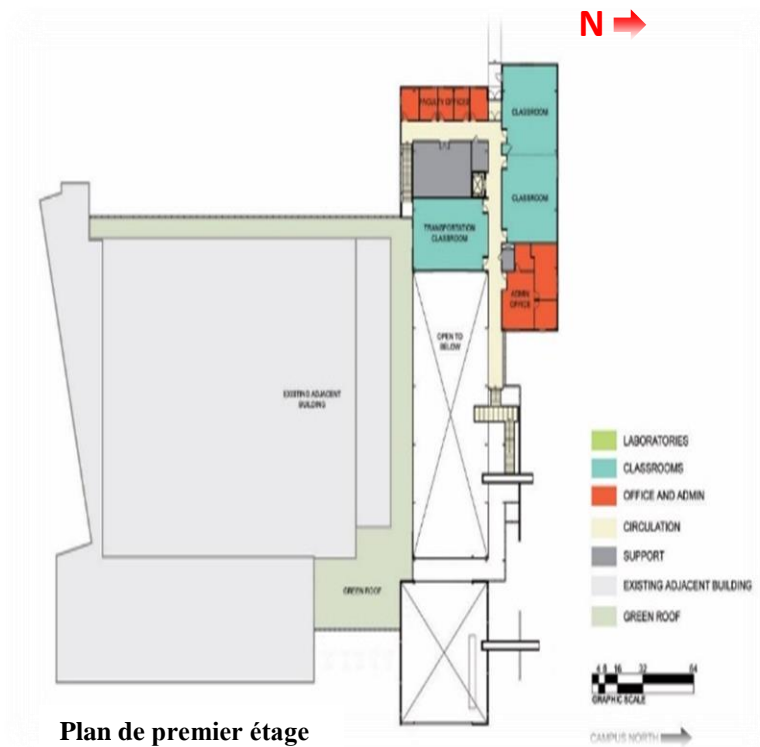 N
FACULTY OFFICES
CLASSROOM
CLASSROOM
TRANSPORTATION
CLASSROOM
ADMIN
OFFICE
OPEN TO
BELOW
EXISTING ADJACENT
BUILDING
GREEN ROOF
LABORATORIES
CLASSROOMS
OFFICE AND ADMIN
CIRCULATION
SUPPORT
EXISTING ADJACENT BUILDING
GREEN ROOF
4 8 16 32 64
GRAPHIC SCALE
CAMPUS NORTH
Plan de premier étage